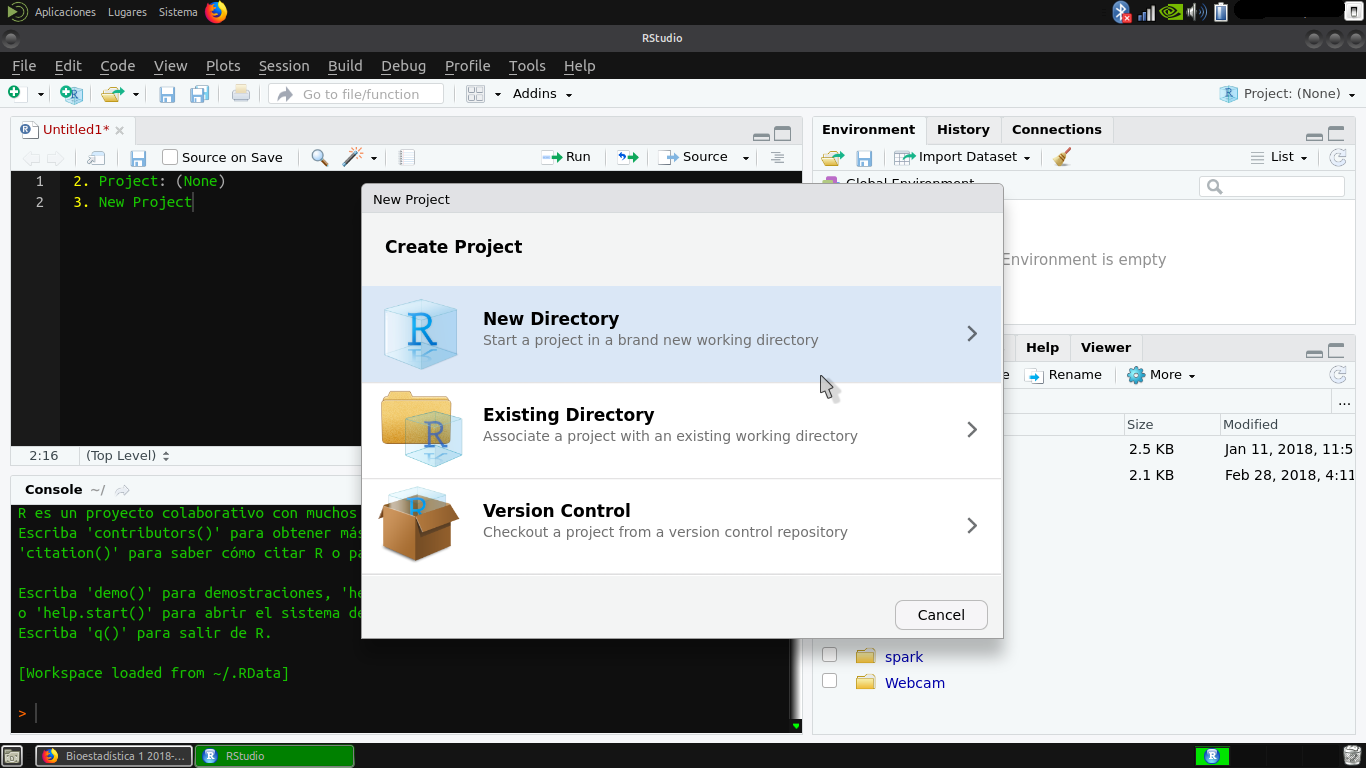 Aplicaciones Lugares Sistema
RStudio
File Edit Code View Plots Session Build Debug Profile Tools Help
Go to file/function Addins Project: (None)
Untitled1*
Source on Save Run Source
1 2. Project: (None)
2 3. New Project
2:16 (Top Level)
Console ~/
R es un proyecto colaborativo con muchos
Escriba 'contributors()' para obtener más
'citation()' para saber cómo citar R o
Escriba 'demo()' para demostraciones,
o 'help.start()' para abrir el sistema
Escriba 'q()' para salir de R.
[Workspace loaded from ~/.RData]
>
Environment History Connections
Import Dataset List
Global Environment
Environment is empty
Help Viewer
Rename More
...
Size Modified
2.5 KB Jan 11, 2018, 11:5
2.1 KB Feb 28, 2018, 4:11
spark
Webcam
New Project
Create Project
New Directory
Start a project in a brand new working directory
Existing Directory
Associate a project with an existing working directory
Version Control
Checkout a project from a version control repository
Cancel
Bioestadística 1 2018-... RStudio